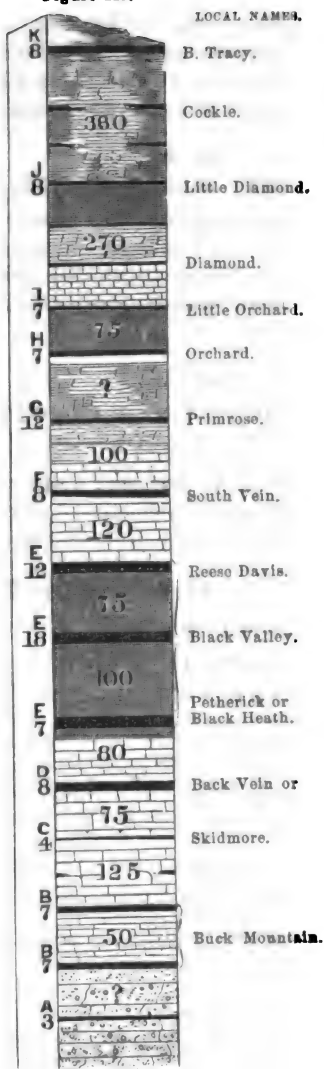 LOCAL NAMES.
K
8 B. Tracy.
Cockle.
360
J
8 Little Diamond.
270
Diamond.
I
7 Little Orchard.
75
H
7 Orchard.
?
G
12 Primrose.
100
F
8 South Vein.
120
E
12 Reese Davis.
75
E
18 Black Valley.
100
E
7 Petherick or
Black Heath.
80
D
8 Back Vein or
75
C
4 Skidmore.
125
B
7
50 Buck Mountain.
B
7
?
A
3